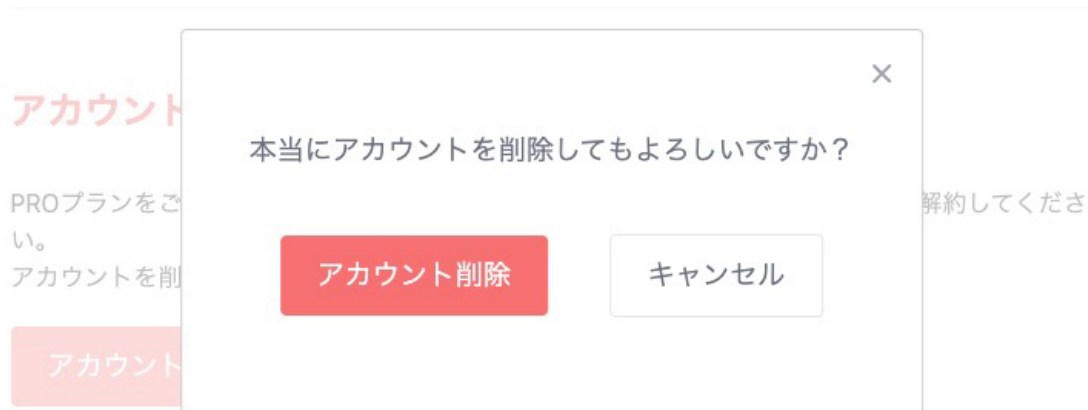 アカウント
本当にアカウントを削除してもよろしいですか？
PROプランをご
解約してくださ
い。
アカウントを削
アカウント削除
キャンセル
アカウント